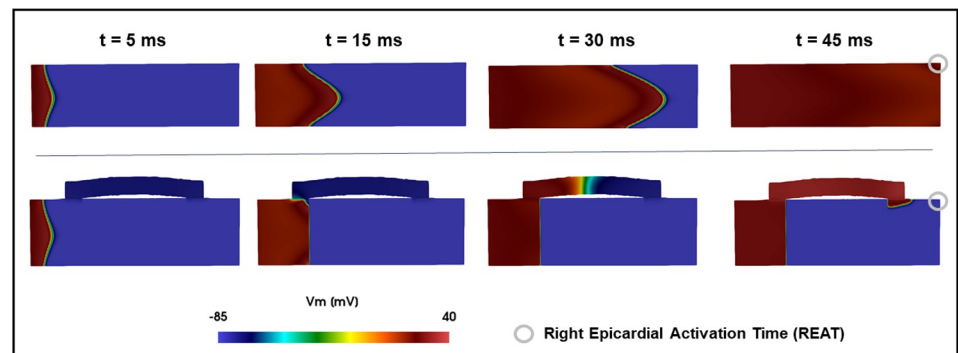 t = 5 ms
t = 15 ms
t = 30 ms
t = 45 ms
Vm (mV)
-85
40
Right Epicardial Activation Time (REAT)